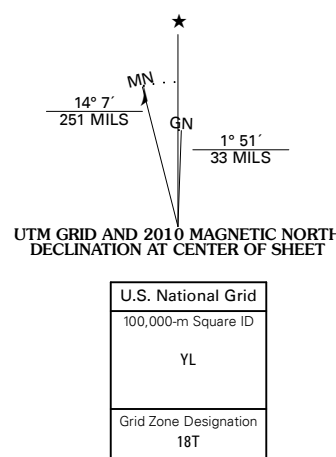 ★
MN
GN
14° 7´
251 MILS
1° 51´
33 MILS
UTM GRID AND 2010 MAGNETIC NORTH
DECLINATION AT CENTER OF SHEET
U.S. National Grid
100,000-m Square ID
YL
Grid Zone Designation
18T